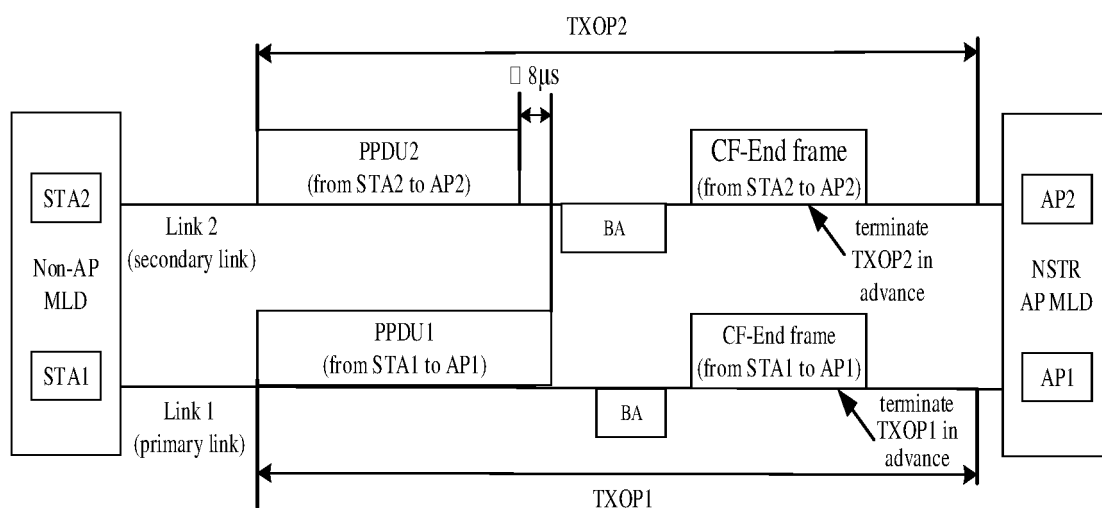 TXOP2
□ 8μs
PPDU2
(from STA2 to AP2)
CF-End frame
(from STA2 to AP2)
STA2
AP2
Link 2
(secondary link)
BA
terminate
TXOP2 in
advance
Non-AP
MLD
NSTR
AP MLD
PPDU1
(from STA1 to AP1)
CF-End frame
(from STA1 to AP1)
STA1
AP1
Link 1
(primary link)
BA
terminate
TXOP1 in
advance
TXOP1